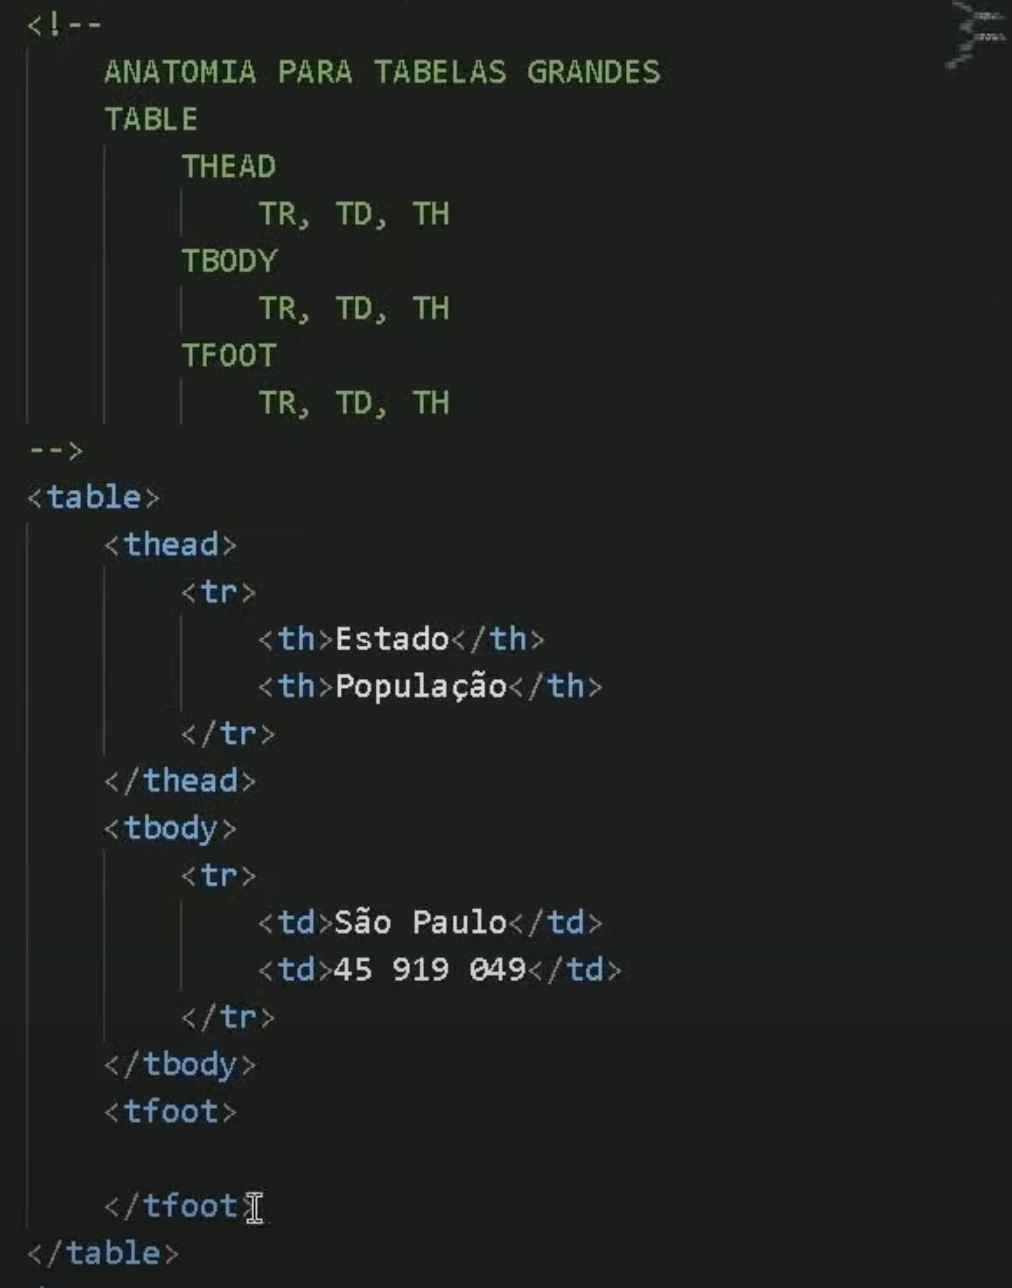 <!--
ANATOMIA PARA TABELAS GRANDES
TABLE
THEAD
TR, TD, TH
TBODY
TR, TD, TH
TFOOT
TR, TD, TH
-->
<table>
<thead>
<tr>
<th>Estado</th>
<th>População</th>
</tr>
</thead>
<tbody>
<tr>
<td>São Paulo</td>
<td>45 919 049</td>
</tr>
</tbody>
<tfoot>
</tfoot>
</table>